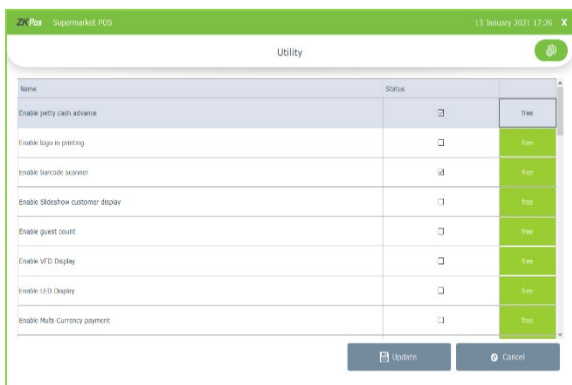 ZKPos Supermarket POS 13 January 2021 17:26 X
Utility
Name Status
Enable petty cash advance free
Enable logo in printing free
Enable barcode scanner free
Enable Slideshow customer display free
Enable guest count free
Enable VFD Display free
Enable LED Display free
Enable Multi-Currency payment free
Update Cancel